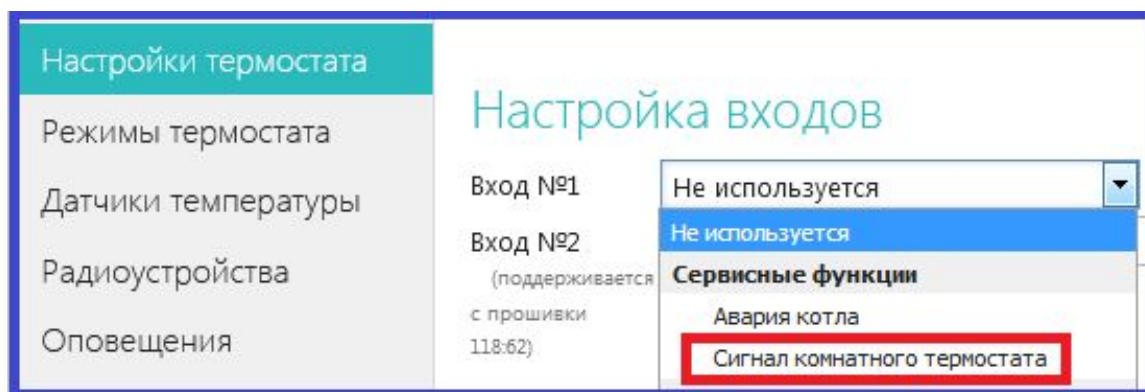 Настройки термостата
Режимы термостата
Датчики температуры
Радиоустройства
Оповещения
Настройка входов
Вход №1
Не используется
Вход №2
(поддерживается
с прошивки
118:62)
Не используется
Сервисные функции
Авария котла
Сигнал комнатного термостата